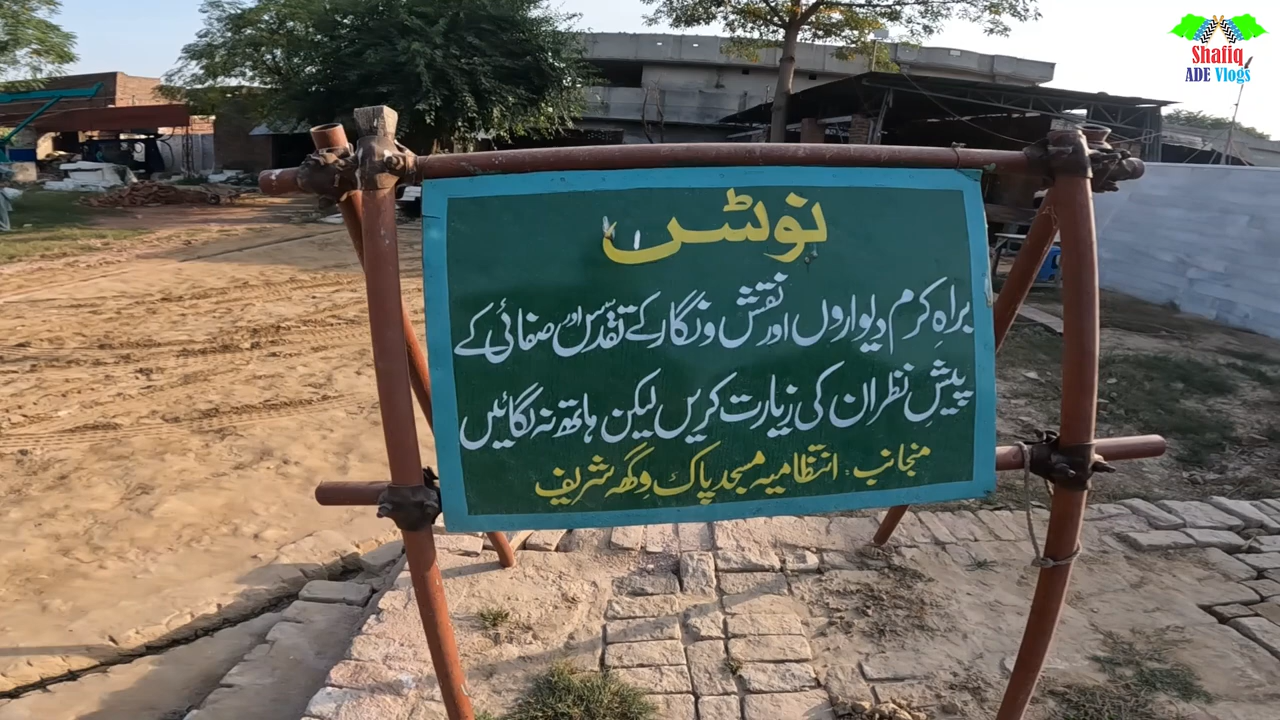 Shafiq
ADE Vlogs
نوٹس
براہِ کرم دیواروں اور نقش و نگار کے تقدس اور صفائی کے
پیشِ نظر ان کی زیارت کریں لیکن ہاتھ نہ لگائیں
منجانب: انتظامیہ مسجد پاک وِگھہ شریف